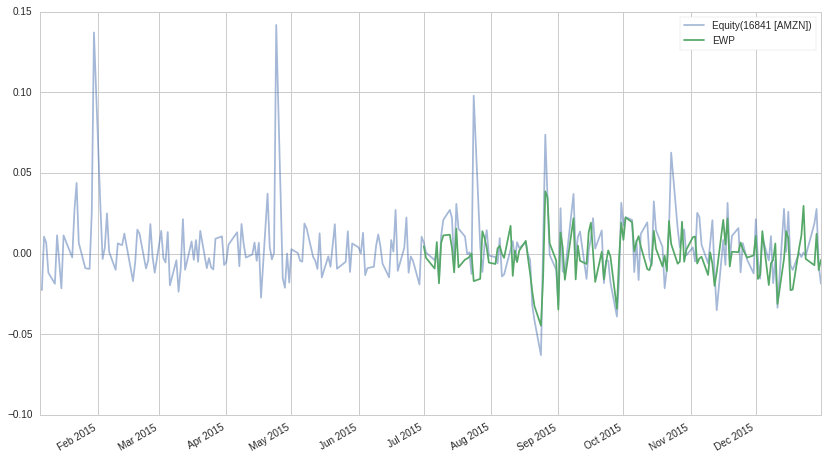 0.15
0.10
0.05
0.00
−0.05
−0.10
Equity(16841 [AMZN])
EWP
Feb 2015
Mar 2015
Apr 2015
May 2015
Jun 2015
Jul 2015
Aug 2015
Sep 2015
Oct 2015
Nov 2015
Dec 2015